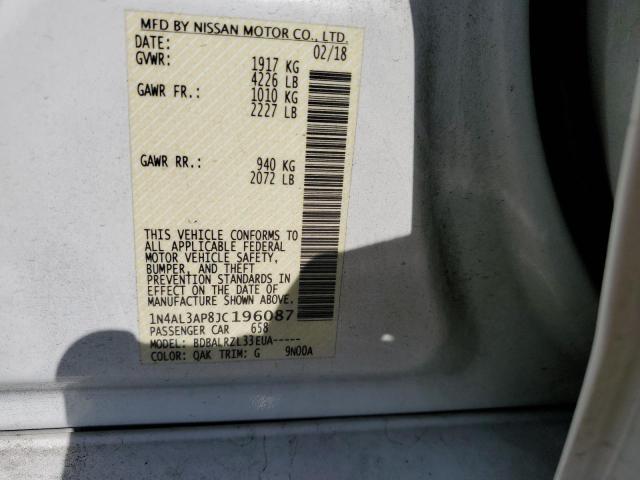 MFD BY NISSAN MOTOR CO., LTD.
DATE: 02/18
GVWR: 1917 KG
4226 LB
GAWR FR.: 1010 KG
2227 LB
GAWR RR.: 940 KG
2072 LB
THIS VEHICLE CONFORMS TO
ALL APPLICABLE FEDERAL
MOTOR VEHICLE SAFETY,
BUMPER, AND THEFT
PREVENTION STANDARDS IN
EFFECT ON THE DATE OF
MANUFACTURE SHOWN ABOVE.
1N4AL3AP8JC196087
PASSENGER CAR 658
MODEL: BDBALRZL33EUA-----
COLOR: QAK TRIM: G 9N00A